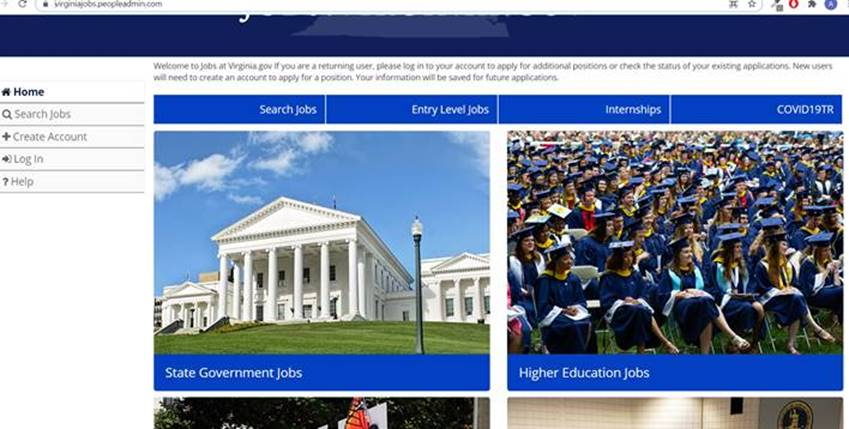 virginiajobs.peopleadmin.com
Welcome to Jobs at Virginia.gov If you are a returning user, please log in to your account to apply for additional positions or check the status of your existing applications. New users
will need to create an account to apply for a position. Your information will be saved for future applications.
Home
Search Jobs
Create Account
Log In
Help
Search Jobs
Entry Level Jobs
Internships
COVID19TR
State Government Jobs
Higher Education Jobs